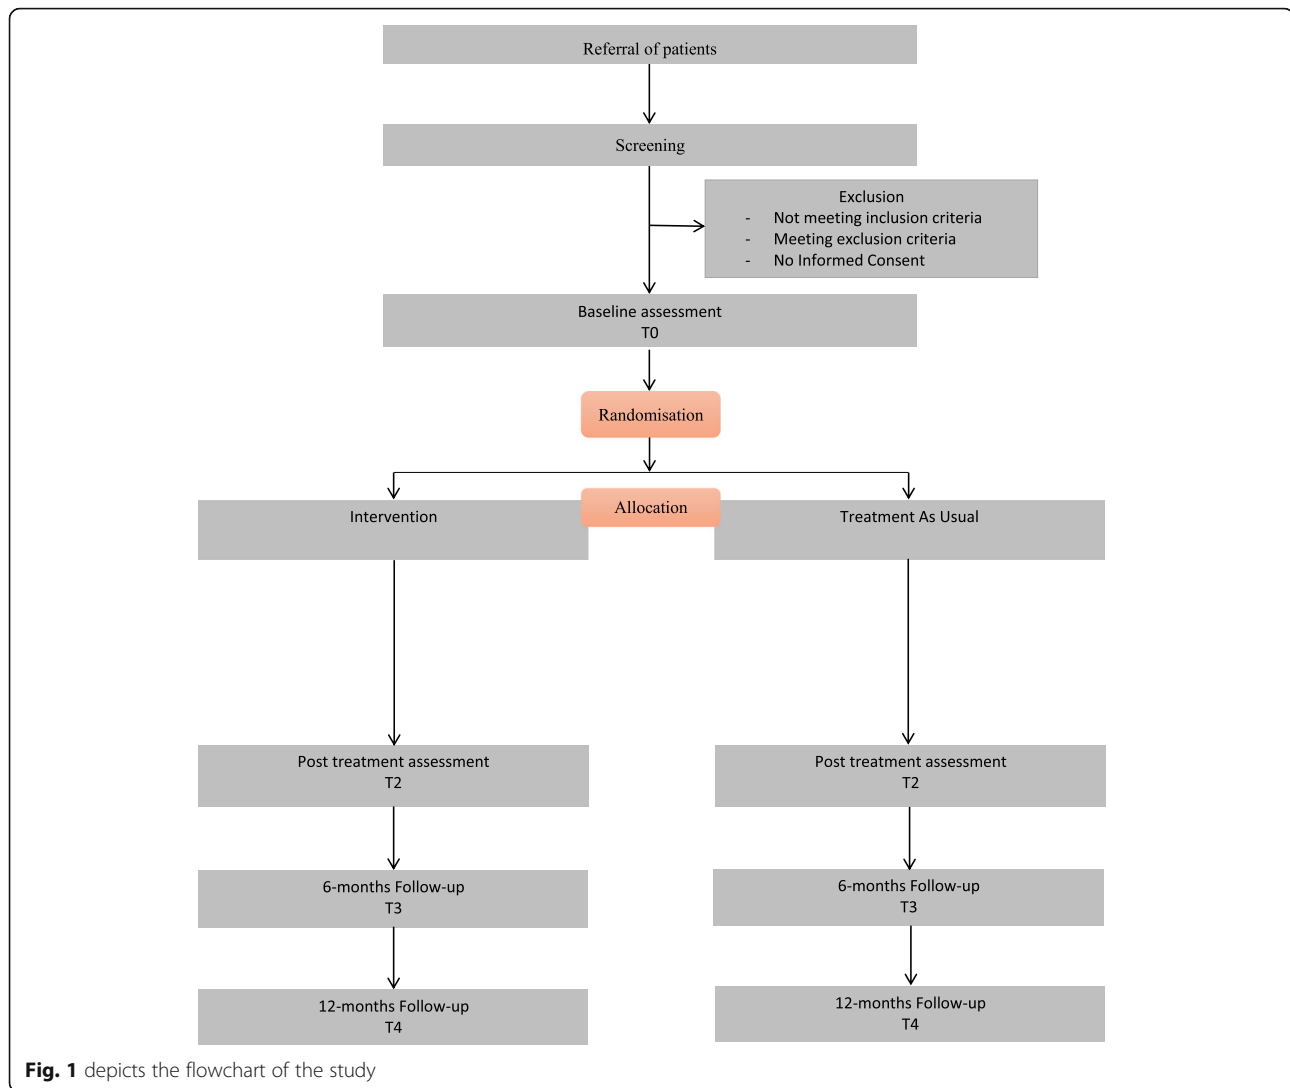 Referral of patients
Screening
Exclusion
- Not meeting inclusion criteria
- Meeting exclusion criteria
- No Informed Consent
Baseline assessment
T0
Randomisation
Allocation
Intervention
Treatment As Usual
Post treatment assessment
T2
Post treatment assessment
T2
6-months Follow-up
T3
6-months Follow-up
T3
12-months Follow-up
T4
12-months Follow-up
T4
Fig. 1 depicts the flowchart of the study